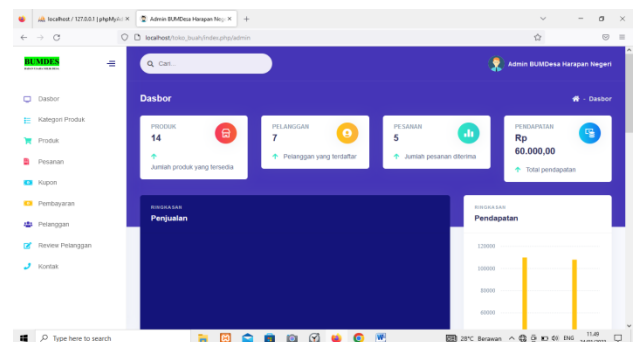 localhost / 127.0.0.1 | phpMyAd
Admin BUMDesa Harapan Neg
localhost/toko_buah/index.php/admin
BUMDES
Cari...
Admin BUMDesa Harapan Negeri
Dasbor
Kategori Produk
Produk
Pesanan
Kupon
Pembayaran
Pelanggan
Review Pelanggan
Kontak
Dasbor
- Dasbor
PRODUK
14
Jumlah produk yang tersedia
PELANGGAN
7
Pelanggan yang terdaftar
PESANAN
5
Jumlah pesanan diterima
PENDAPATAN
Rp
60.000,00
Total pendapatan
RINGKASAN
Penjualan
RINGKASAN
Pendapatan
120000
100000
80000
60000
Type here to search
28°C Berawan
ENG
11.49